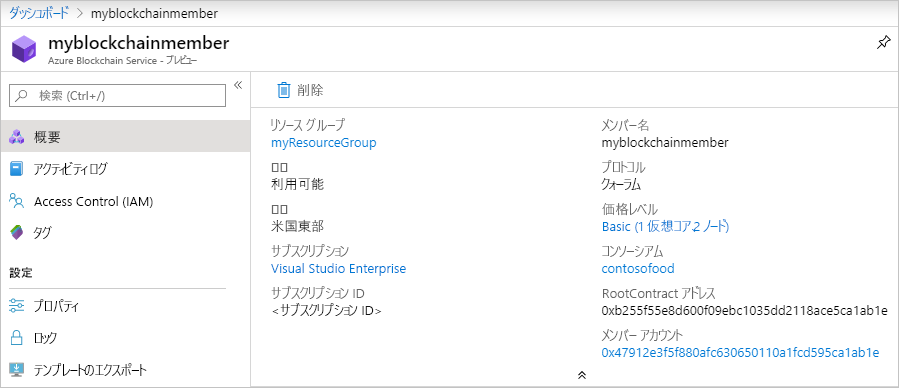 ダッシュボード > myblockchainmember
myblockchainmember
Azure Blockchain Service - プレビュー
検索 (Ctrl+/)
概要
アクティビティログ
Access Control (IAM)
タグ
設定
プロパティ
ロック
テンプレートのエクスポート
削除
リソース グループ
myResourceGroup
□□
利用可能
□□
米国東部
サブスクリプション
Visual Studio Enterprise
サブスクリプション ID
<サブスクリプション ID>
メンバー名
myblockchainmember
プロトコル
クォーラム
価格レベル
Basic (1 仮想コア､2 ノード)
コンソーシアム
contosofood
RootContract アドレス
0xb255f55e8d600f09ebc1035dd2118ace5ca1ab1e
メンバー アカウント
0x47912e3f5f880afc630650110a1fcd595ca1ab1e